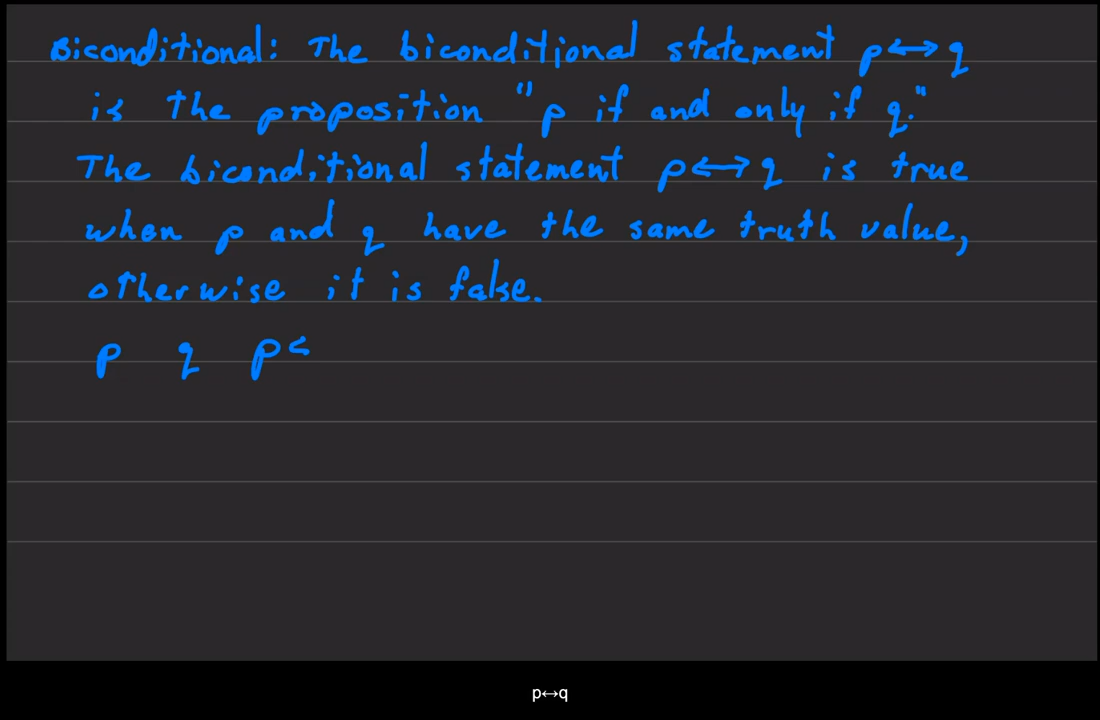 Biconditional: The biconditional statement p↔q
is the proposition "p if and only if q."
The biconditional statement p↔q is true
when p and q have the same truth value,
otherwise it is false.
p q p<
p↔q